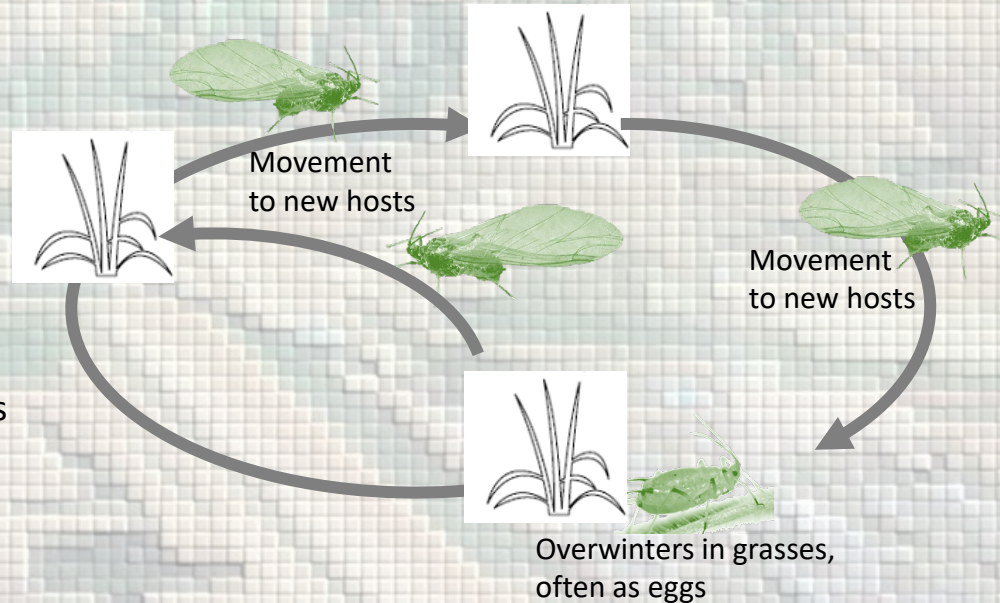 Movement
to new hosts
Movement
to new hosts
s
Overwinters in grasses,
often as eggs